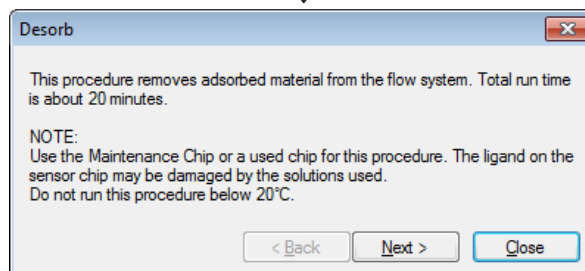 Desorb
This procedure removes adsorbed material from the flow system. Total run time
is about 20 minutes.
NOTE:
Use the Maintenance Chip or a used chip for this procedure. The ligand on the
sensor chip may be damaged by the solutions used.
Do not run this procedure below 20°C.
< Back Next > Close